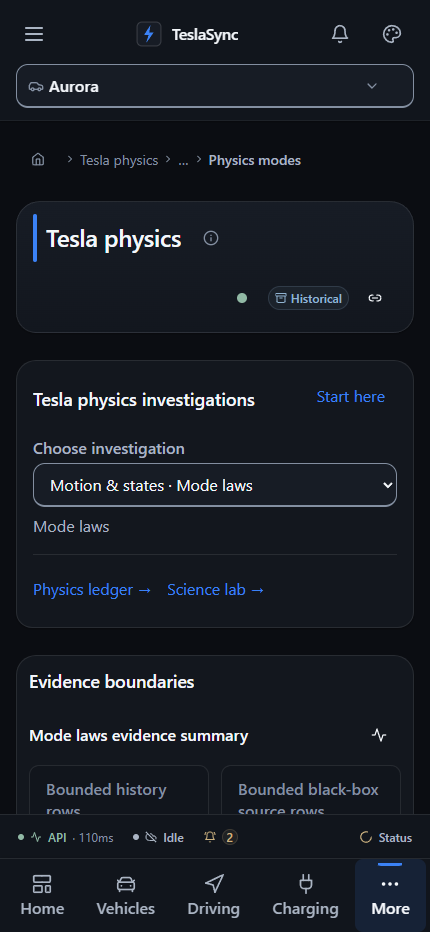 TeslaSync
Aurora
Tesla physics
...
Physics modes
Tesla physics
Historical
Tesla physics investigations
Start here
Choose investigation
Motion & states · Mode laws
Mode laws
Physics ledger →
Science lab →
Evidence boundaries
Mode laws evidence summary
Bounded history
rows
Bounded black-box
source rows
API · 110ms
Idle
2
Status
Home
Vehicles
Driving
Charging
More